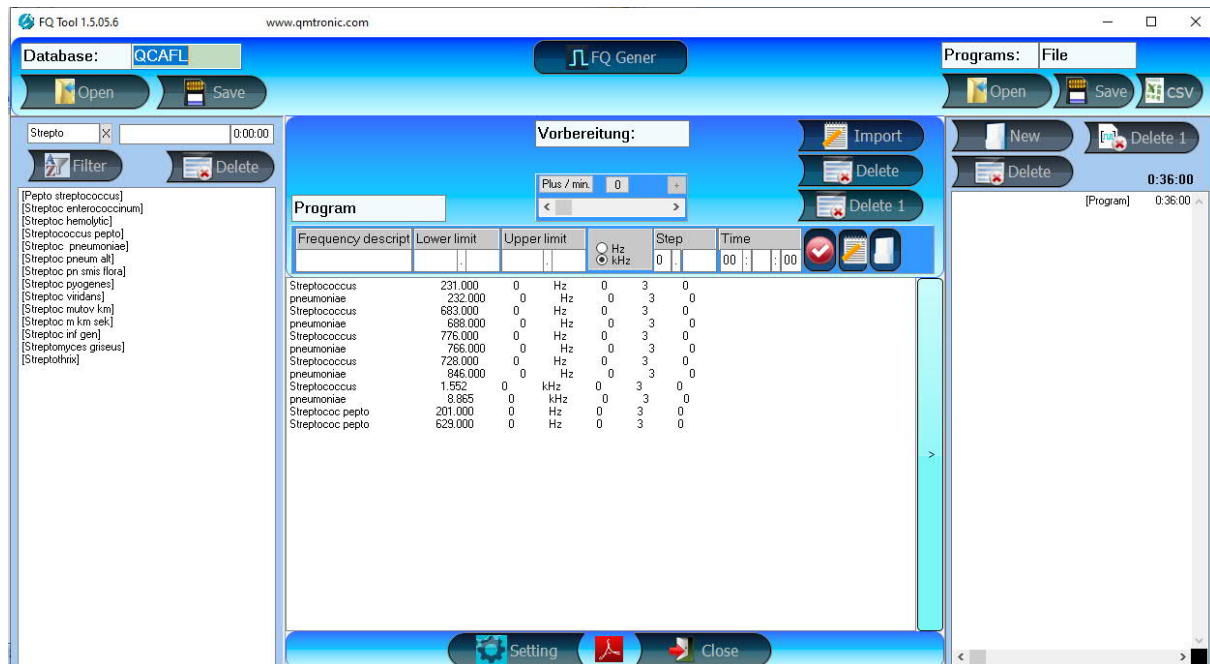 FQ Tool 1.5.05.6 www.qmtronic.com
Database: QCAFL
Open Save
FQ Gener
Programs: File
Open Save CSV
Strepto X 0:00:00
Filter Delete
[Pepto streptococcus]
[Streptoc enterococcinum]
[Streptoc hemolytic]
[Streptococcus pepto]
[Streptoc pneumoniae]
[Streptoc pneum alt]
[Streptoc pn smis flora]
[Streptoc pyogenes]
[Streptoc viridans]
[Streptoc mutov km]
[Streptoc m km sek]
[Streptoc inf gen]
[Streptomyces griseus]
[Streptothrix]
Vorbereitung:
Import
Delete
Delete 1
Plus / min. 0 +
< >
Program
Frequency descript Lower limit Upper limit Hz kHz Step Time
. . 0 . 00 : : 00
Streptococcus 231.000 0 Hz 0 3 0
pneumoniae 232.000 0 Hz 0 3 0
Streptococcus 683.000 0 Hz 0 3 0
pneumoniae 688.000 0 Hz 0 3 0
Streptococcus 776.000 0 Hz 0 3 0
pneumoniae 766.000 0 Hz 0 3 0
Streptococcus 728.000 0 Hz 0 3 0
pneumoniae 846.000 0 Hz 0 3 0
Streptococcus 1.552 0 kHz 0 3 0
pneumoniae 8.865 0 kHz 0 3 0
Streptococ pepto 201.000 0 Hz 0 3 0
Streptococ pepto 629.000 0 Hz 0 3 0
>
Setting Close
New Delete 1
Delete 0:36:00
[Program] 0:36:00
< >